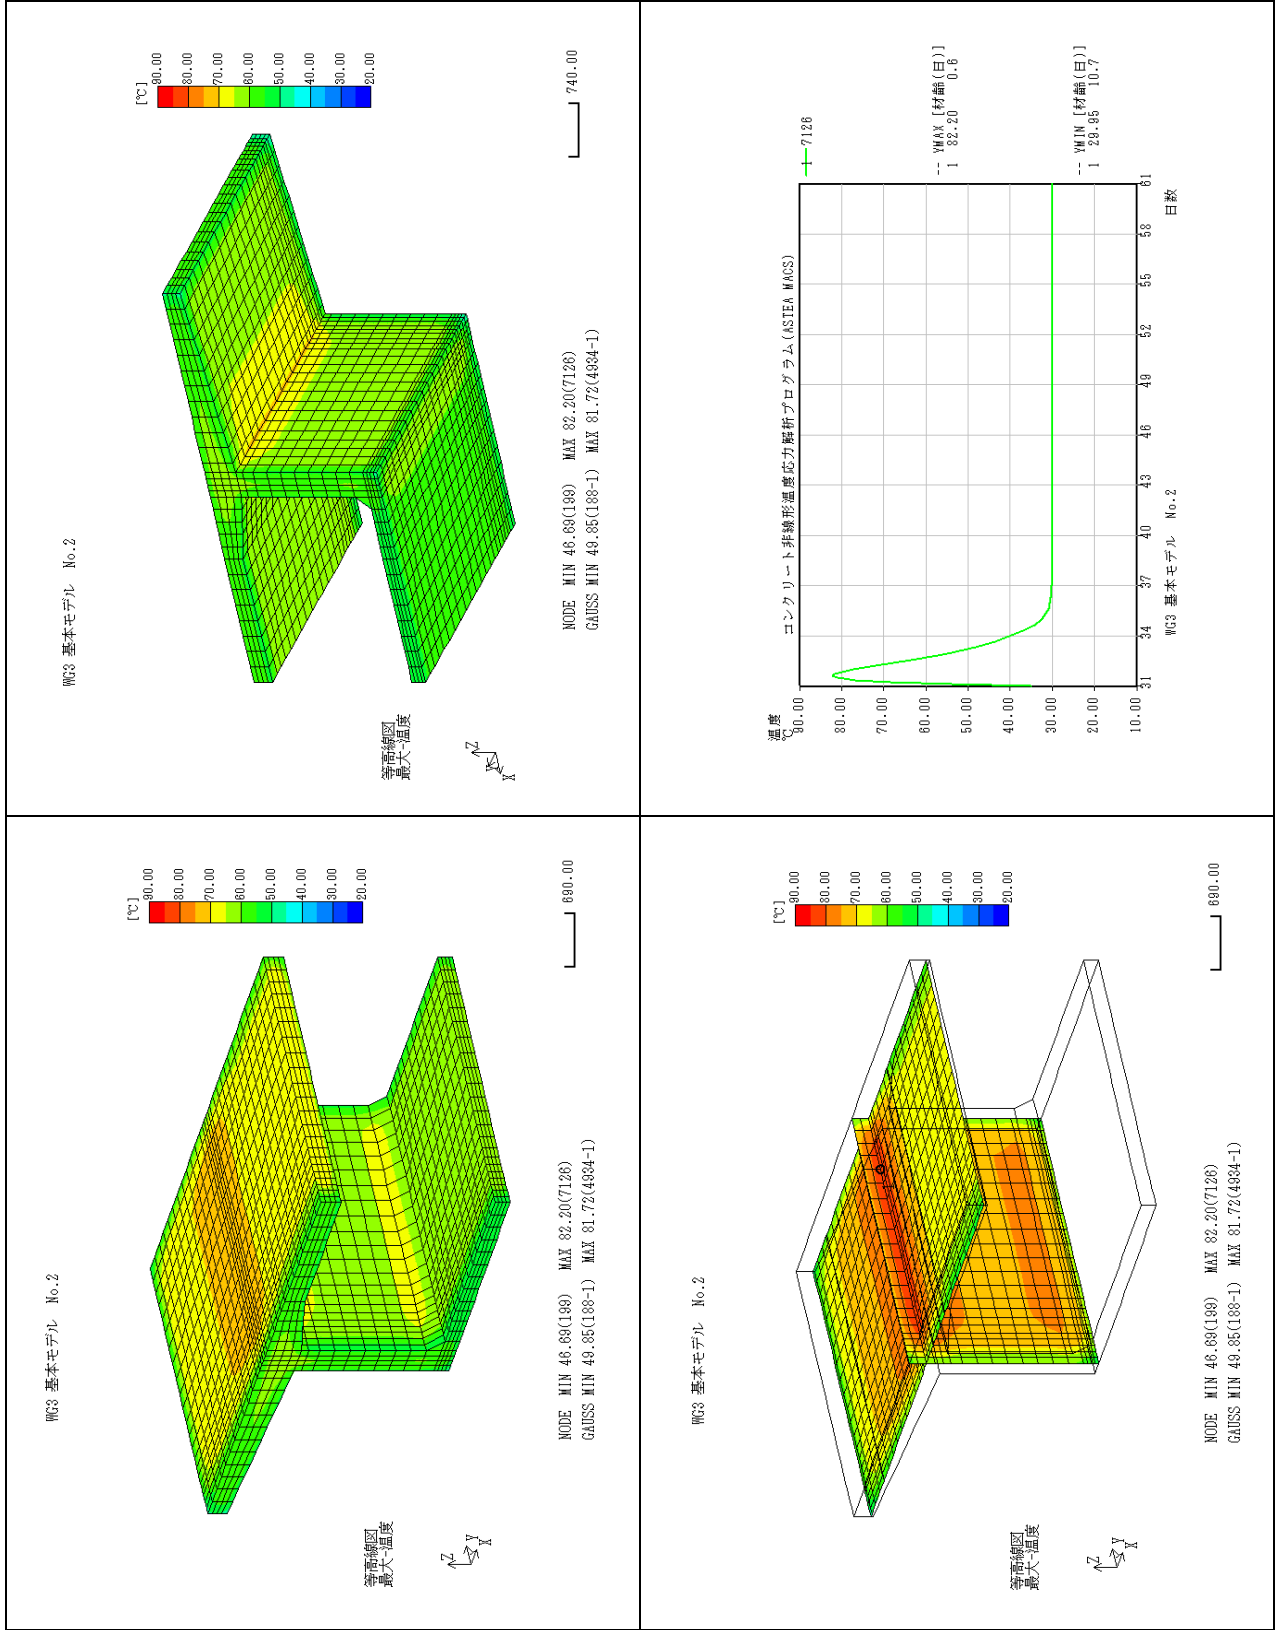 WG3 基本モデル No.2
[℃]
90.00
80.00
70.00
60.00
50.00
40.00
30.00
20.00
等高線図
最大-温度
Z
Y
X
690.00
NODE MIN 46.69(199) MAX 82.20(7126)
GAUSS MIN 49.85(188-1) MAX 81.72(4934-1)
WG3 基本モデル No.2
[℃]
90.00
80.00
70.00
60.00
50.00
40.00
30.00
20.00
等高線図
最大-温度
Z
Y
X
740.00
NODE MIN 46.69(199) MAX 82.20(7126)
GAUSS MIN 49.85(188-1) MAX 81.72(4934-1)
WG3 基本モデル No.2
[℃]
90.00
80.00
70.00
60.00
50.00
40.00
30.00
20.00
1
等高線図
最大-温度
Z
Y
X
690.00
NODE MIN 46.69(199) MAX 82.20(7126)
GAUSS MIN 49.85(188-1) MAX 81.72(4934-1)
コンクリート非線形温度応力解析プログラム(ASTEA MACS)
温度
℃
90.00
80.00
70.00
60.00
50.00
40.00
30.00
20.00
10.00
31 34 37 40 43 46 49 52 55 58 61
日数
1 7126
-- YMAX [材齢(日)]
1 82.20 0.6
-- YMIN [材齢(日)]
1 29.95 10.7
WG3 基本モデル No.2